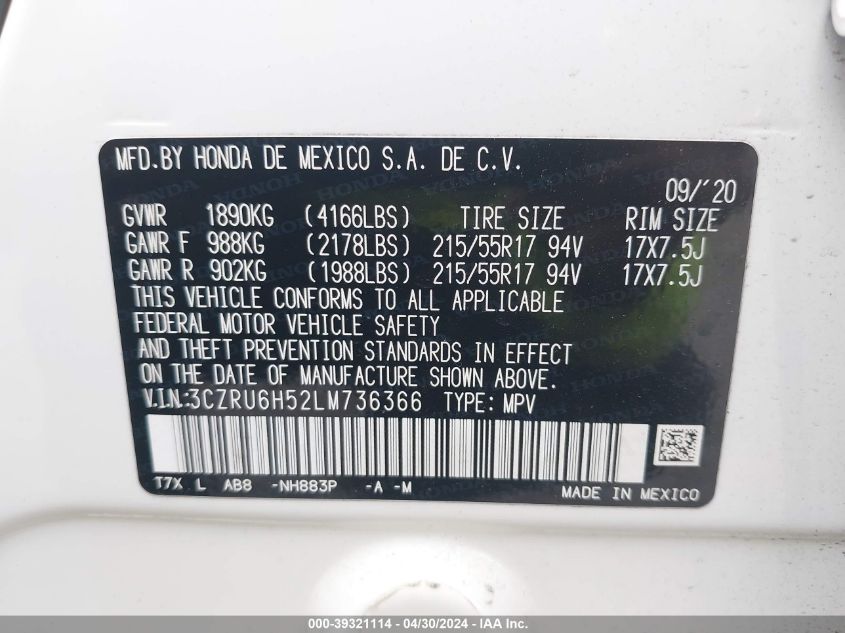 MFD.BY HONDA DE MEXICO S.A. DE C.V.
09/'20
GVWR 1890KG (4166LBS) TIRE SIZE RIM SIZE
GAWR F 988KG (2178LBS) 215/55R17 94V 17X7.5J
GAWR R 902KG (1988LBS) 215/55R17 94V 17X7.5J
THIS VEHICLE CONFORMS TO ALL APPLICABLE
FEDERAL MOTOR VEHICLE SAFETY
AND THEFT PREVENTION STANDARDS IN EFFECT
ON THE DATE OF MANUFACTURE SHOWN ABOVE.
V.I.N.:3CZRU6H52LM736366 TYPE: MPV
T7X L AB8 -NH883P -A -M MADE IN MEXICO
000-39321114 - 04/30/2024 - IAA Inc.